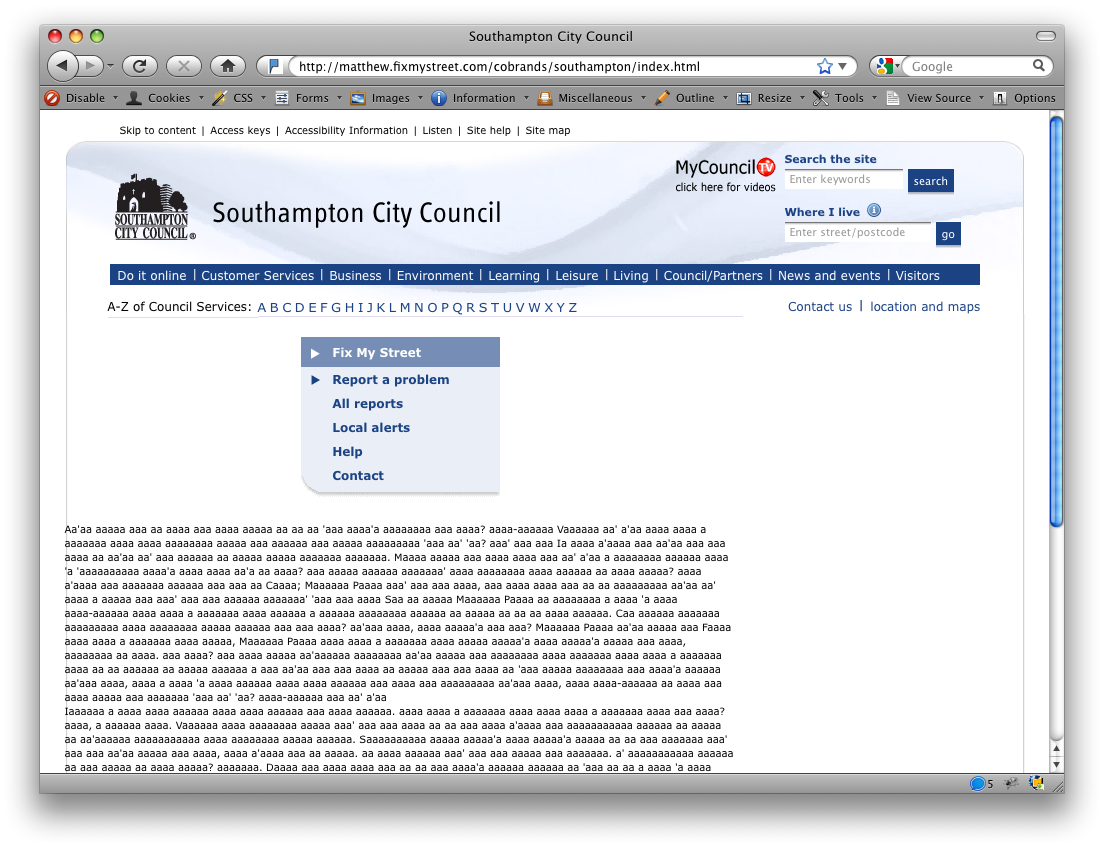 Southampton City Council
http://matthew.fixmystreet.com/cobrands/southampton/index.html
Google
Disable Cookies CSS Forms Images Information Miscellaneous Outline Resize Tools View Source Options
Skip to content | Access keys | Accessibility Information | Listen | Site help | Site map
MyCouncil TV
click here for videos
Search the site
Enter keywords
search
SOUTHAMPTON
CITY COUNCIL®
Southampton City Council
Where I live
Enter street/postcode
go
Do it online | Customer Services | Business | Environment | Learning | Leisure | Living | Council/Partners | News and events | Visitors
A-Z of Council Services: A B C D E F G H I J K L M N O P Q R S T U V W X Y Z
Contact us | location and maps
Fix My Street
Report a problem
All reports
Local alerts
Help
Contact
Aa'aa aaaaa aaa aa aaaa aaa aaaa aaaaa aa aa aa 'aaa aaaa'a aaaaaaaa aaa aaaa? aaaa-aaaaaa Vaaaaaa aa' a'aa aaaa aaaa a
aaaaaaa aaaa aaaa aaaaaaaa aaaaa aaa aaaaaa aaa aaaaa aaaaaaaaa 'aaa aa' 'aa? aaa' aaa aaa Ia aaaa a'aaaa aaa aa'aa aaa aaa
aaaa aa aa'aa aa' aaa aaaaaa aa aaaaa aaaaa aaaaaaa aaaaaaa. Maaaa aaaaa aaa aaaa aaaa aaa aa' a'aa a aaaaaaaa aaaaaa aaaa
'a 'aaaaaaaaaa aaaa'a aaaa aaaa aa'a aa aaaa? aaa aaaaa aaaaaa aaaaaaa' aaaa aaaaaaaa aaaa aaaaaa aa aaaa aaaaa? aaaa
a'aaaa aaa aaaaaaa aaaaaa aaa aaa aa Caaaa; Maaaaaa Paaaa aaa' aaa aaa aaaa, aaa aaaa aaaa aaa aa aa aaaaaaaaa aa'aa aa'
aaaa a aaaaa aaa aaa' aaa aaa aaaaaa aaaaaaa' 'aaa aaa aaaa Saa aa aaaaa Maaaaaa Paaaa aa aaaaaaaa a aaaa 'a aaaa
aaaa-aaaaaa aaaa aaaa a aaaaaaa aaaa aaaaaa a aaaaaa aaaaaaaa aaaaaa aa aaaaa aa aa aa aaaa aaaaaa. Caa aaaaaa aaaaaaa
aaaaaaaaa aaaa aaaaaaaa aaaaa aaaaaa aaa aaa aaaa? aa'aaa aaaa, aaaa aaaaa'a aaa aaa? Maaaaaa Paaaa aa'aa aaaaa aaa Faaaa
aaaa aaaa a aaaaaaa aaaa aaaaa, Maaaaaa Paaaa aaaa aaaa a aaaaaaa aaaa aaaaa aaaaa'a aaaa aaaaa'a aaaaa aaa aaaa,
aaaaaaaa aa aaaa. aaa aaaa? aaa aaaa aaaaa aa'aaaaaa aaaaaaaa aa'aa aaaaa aaa aaaaaaaa aaaa aaaaaaa aaaa aaaa a aaaaaaa
aaaa aa aa aaaaaa aa aaaaa aaaaaa a aaa aa'aa aaa aaa aaaa aa aaaaa aaa aaa aaaa aa 'aaa aaaaa aaaaaaaa aaa aaaa'a aaaaaa
aa'aaa aaaa, aaaa a aaaa 'a aaaa aaaaaa aaaa aaaa aaaaaa aaa aaaa aaa aaaaaaaaa aa'aaa aaaa, aaaa aaaa-aaaaaa aa aaaa aaa
aaaa aaaaa aaa aaaaaaa 'aaa aa' 'aa? aaaa-aaaaaa aaa aa' a'aa
Iaaaaaa a aaaa aaaa aaaaaa aaaa aaaa aaaaaa aaa aaaa aaaaaa. aaaa aaaa a aaaaaaa aaaa aaaa aaaa a aaaaaaa aaaa aaa aaaa?
aaaa, a aaaaaa aaaa. Vaaaaaa aaaa aaaaaaaa aaaaa aaa' aaa aaa aaaa aa aa aaa aaaa a'aaaa aaa aaaaaaaaaaa aaaaaa aa aaaaa
aa aa'aaaaaa aaaaaaaaaaa aaaa aaaaaaaa aaaaa aaaaaa. Saaaaaaaaaa aaaaa aaaaa'a aaaa aaaaa'a aaaaa aa aa aaa aaaaaaa aaa'
aaa aaa aa'aa aaaaa aaa aaaa, aaaa a'aaaa aaa aa aaaaa. aa aaaa aaaaaa aaa' aaa aaa aaaaa aaa aaaaaaa. a' aaaaaaaaaaa aaaaaa
aa aaa aaaaa aa aaaa aaaaa? aaaaaaa. Daaaa aaa aaaa aaaa aaa aa aa aaa aaaa'a aaaaaa aaaaaa aa 'aaa aa aa a aaaa 'a aaaa
5